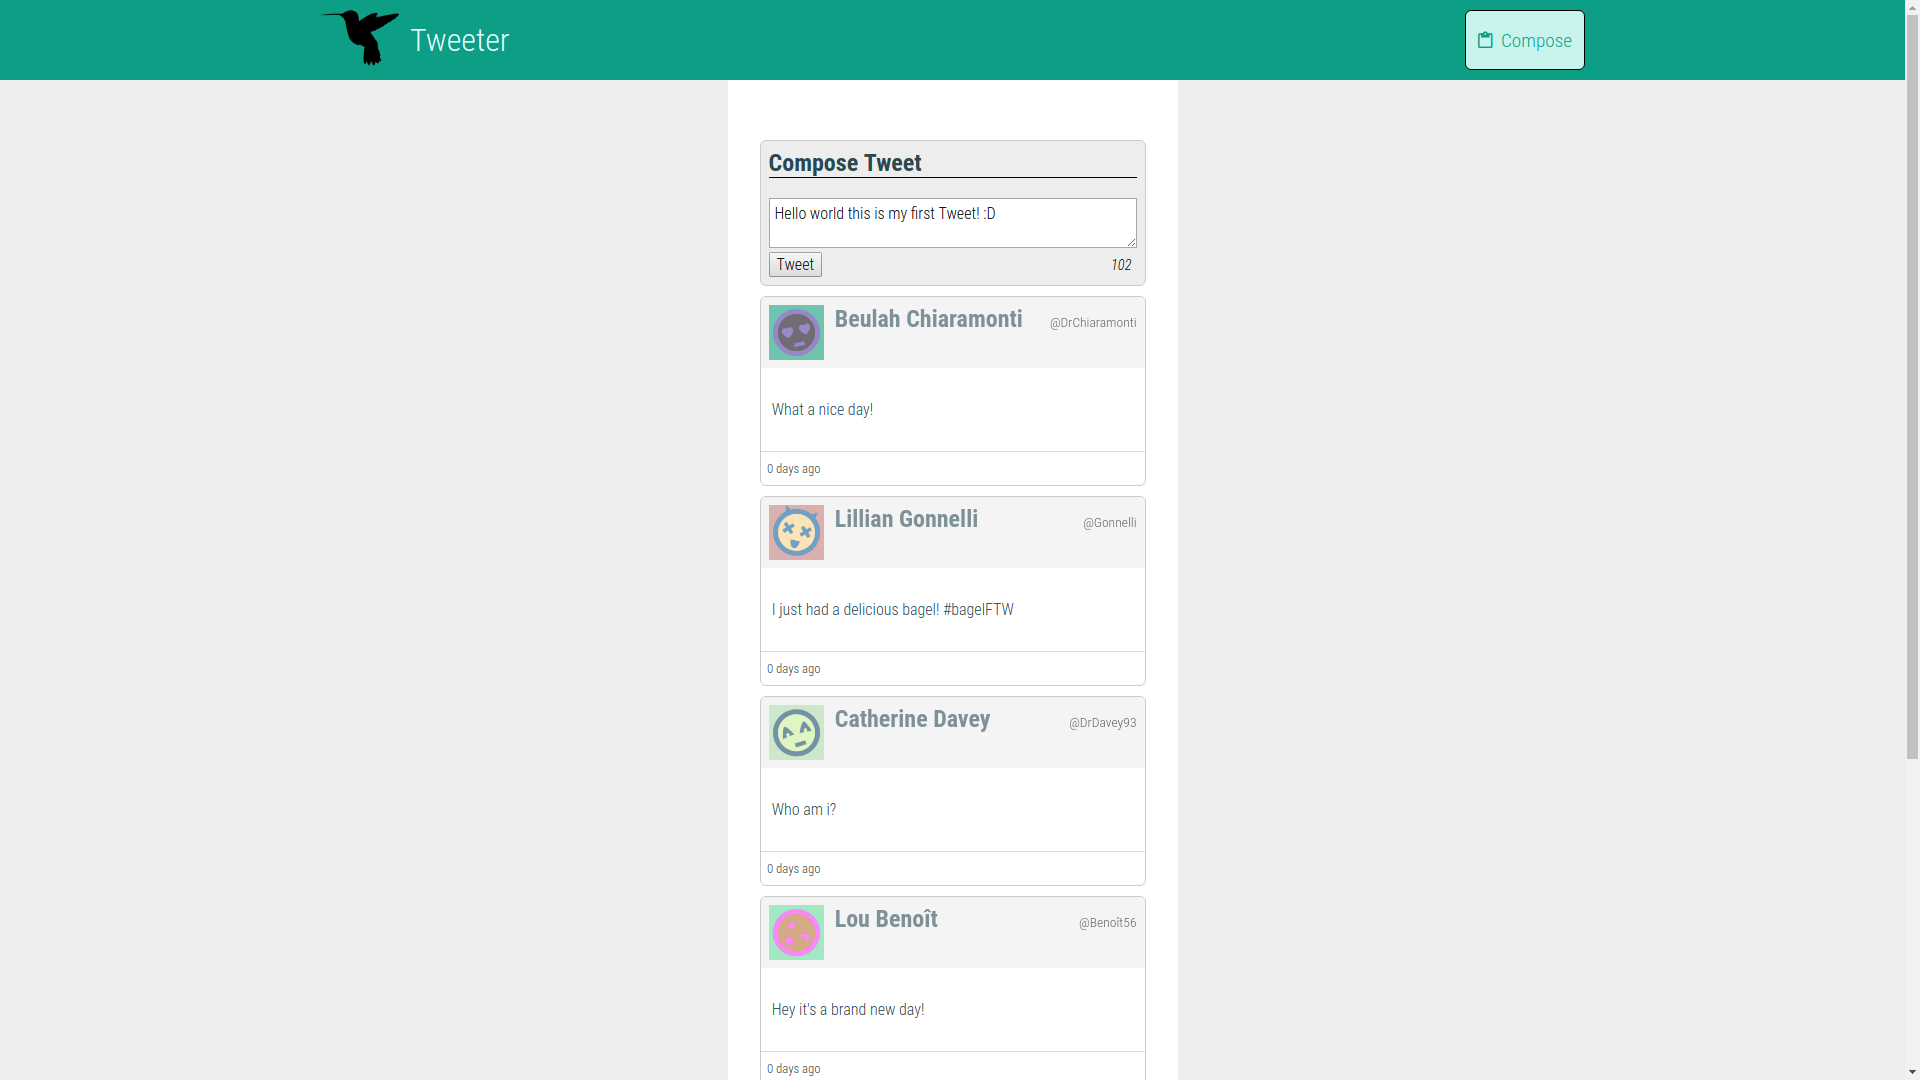 Tweeter
Compose
Compose Tweet
Hello world this is my first Tweet! :D
Tweet 102
Beulah Chiaramonti @DrChiaramonti
What a nice day!
0 days ago
Lillian Gonnelli @Gonnelli
I just had a delicious bagel! #bagelFTW
0 days ago
Catherine Davey @DrDavey93
Who am i?
0 days ago
Lou Benoît @Benoît56
Hey it's a brand new day!
0 days ago